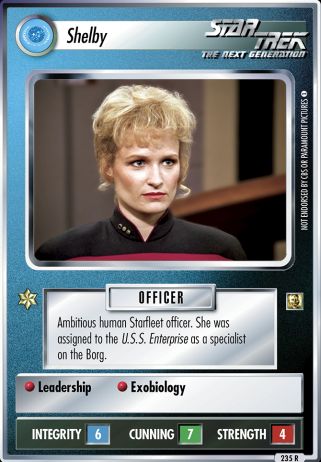 Shelby
STAR TREK
THE NEXT GENERATION
NOT ENDORSED BY CBS OR PARAMOUNT PICTURES
OFFICER
Ambitious human Starfleet officer. She was
assigned to the U.S.S. Enterprise as a specialist
on the Borg.
Leadership Exobiology
INTEGRITY 6 CUNNING 7 STRENGTH 4
235 R